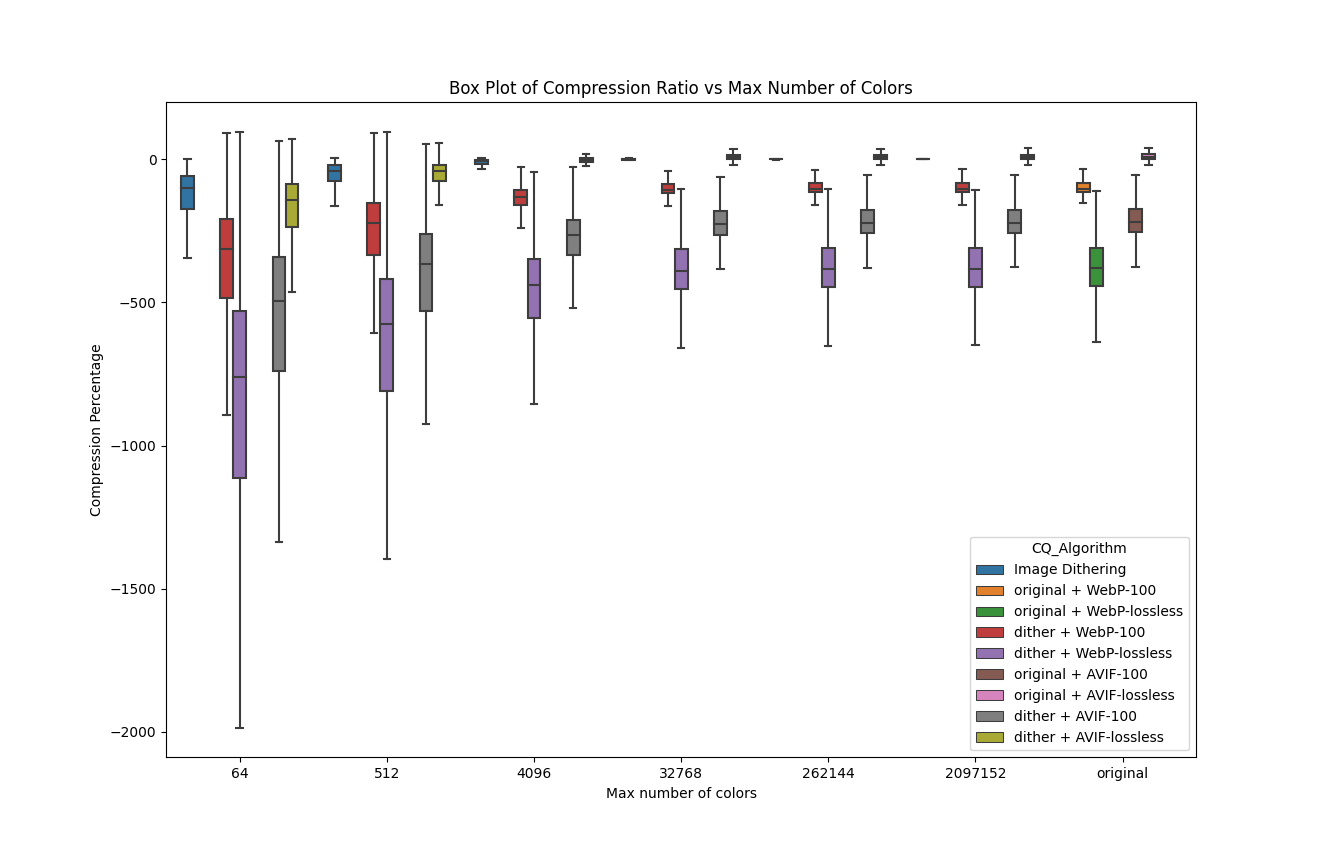 Box Plot of Compression Ratio vs Max Number of Colors
Compression Percentage
0
−500
−1000
−1500
−2000
64
512
4096
32768
262144
2097152
original
Max number of colors
CQ_Algorithm
Image Dithering
original + WebP-100
original + WebP-lossless
dither + WebP-100
dither + WebP-lossless
original + AVIF-100
original + AVIF-lossless
dither + AVIF-100
dither + AVIF-lossless